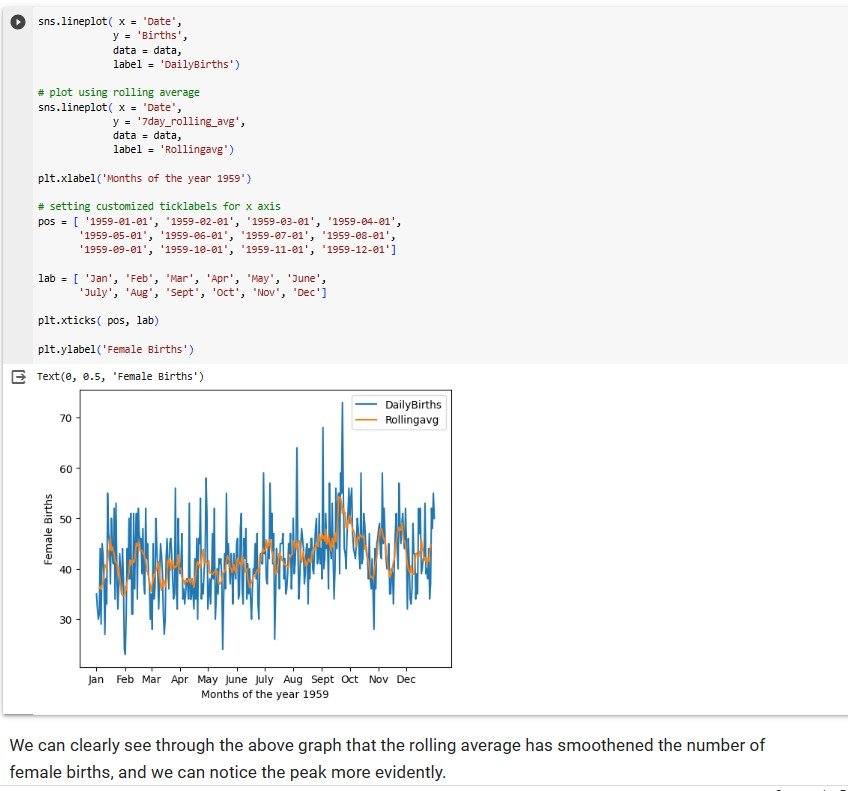 sns.lineplot( x = 'Date',
y = 'Births',
data = data,
label = 'DailyBirths')
# plot using rolling average
sns.lineplot( x = 'Date',
y = '7day_rolling_avg',
data = data,
label = 'Rollingavg')
plt.xlabel('Months of the year 1959')
# setting customized ticklabels for x axis
pos = [ '1959-01-01', '1959-02-01', '1959-03-01', '1959-04-01',
'1959-05-01', '1959-06-01', '1959-07-01', '1959-08-01',
'1959-09-01', '1959-10-01', '1959-11-01', '1959-12-01']
lab = [ 'Jan', 'Feb', 'Mar', 'Apr', 'May', 'June',
'July', 'Aug', 'Sept', 'Oct', 'Nov', 'Dec']
plt.xticks( pos, lab)
plt.ylabel('Female Births')
Text(0, 0.5, 'Female Births')
DailyBirths
Rollingavg
70
60
50
40
30
Female Births
Jan Feb Mar Apr May June July Aug Sept Oct Nov Dec
Months of the year 1959
We can clearly see through the above graph that the rolling average has smoothened the number of
female births, and we can notice the peak more evidently.